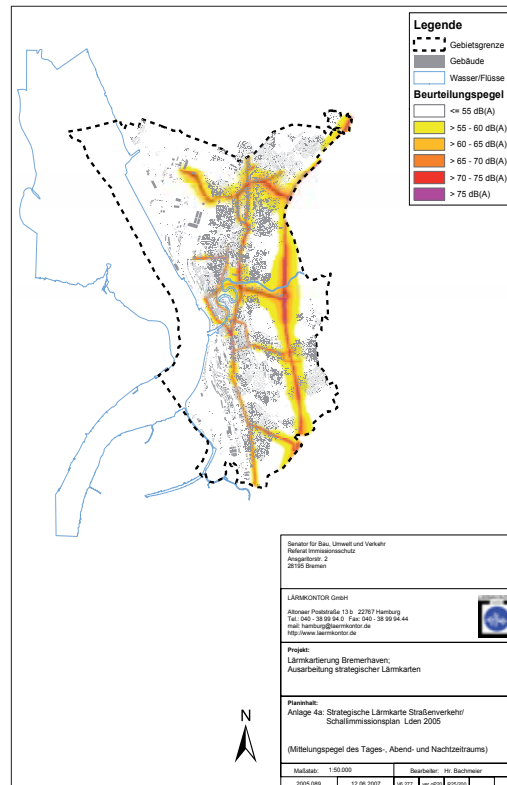 Legende
Gebietsgrenze
Gebäude
Wasser/Flüsse
Beurteilungspegel
<= 55 dB(A)
> 55 - 60 dB(A)
> 60 - 65 dB(A)
> 65 - 70 dB(A)
> 70 - 75 dB(A)
> 75 dB(A)
Senator für Bau, Umwelt und Verkehr
Referat Immissionsschutz
Ansgaritorstr. 2
28195 Bremen
LÄRMKONTOR GmbH
Altonaer Poststraße 13 b 22767 Hamburg
Tel.: 040 - 38 99 94.0 Fax: 040 - 38 99 94.44
mail: hamburg@laermkontor.de
http://www.laermkontor.de
Projekt:
Lärmkartierung Bremerhaven;
Ausarbeitung strategischer Lärmkarten
Planinhalt:
Anlage 4a: Strategische Lärmkarte Straßenverkehr/
Schallimmissionsplan Lden 2005
(Mittelungspegel des Tages-, Abend- und Nachtzeitraums)
N
Maßstab: 1:50.000 Bearbeiter: Hr. Bachmeier
2005.089 12.06.2007